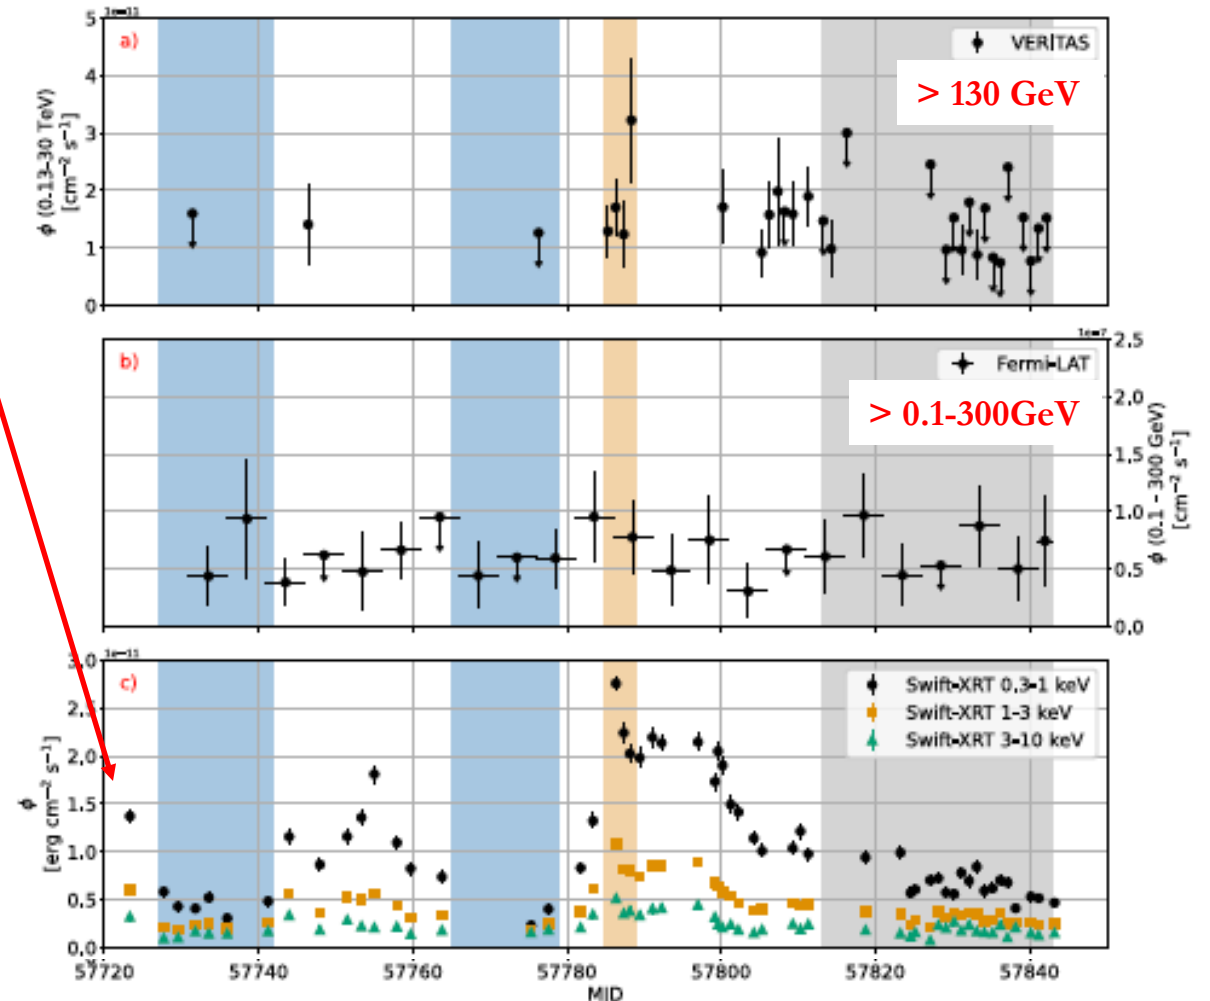 1e−11
5
4
3
2
1
0
ϕ (0.13-30 TeV)
[cm⁻² s⁻¹]
a)
VERITAS
> 130 GeV
1e−7
b)
Fermi-LAT
> 0.1-300GeV
2.5
2.0
1.5
1.0
0.5
0.0
ϕ (0.1 - 300 GeV)
[cm⁻² s⁻¹]
1e−11
3.0
2.5
2.0
1.5
1.0
0.5
0.0
ϕ
[erg cm⁻² s⁻¹]
c)
Swift-XRT 0.3-1 keV
Swift-XRT 1-3 keV
Swift-XRT 3-10 keV
57720 57740 57760 57780 57800 57820 57840
MJD